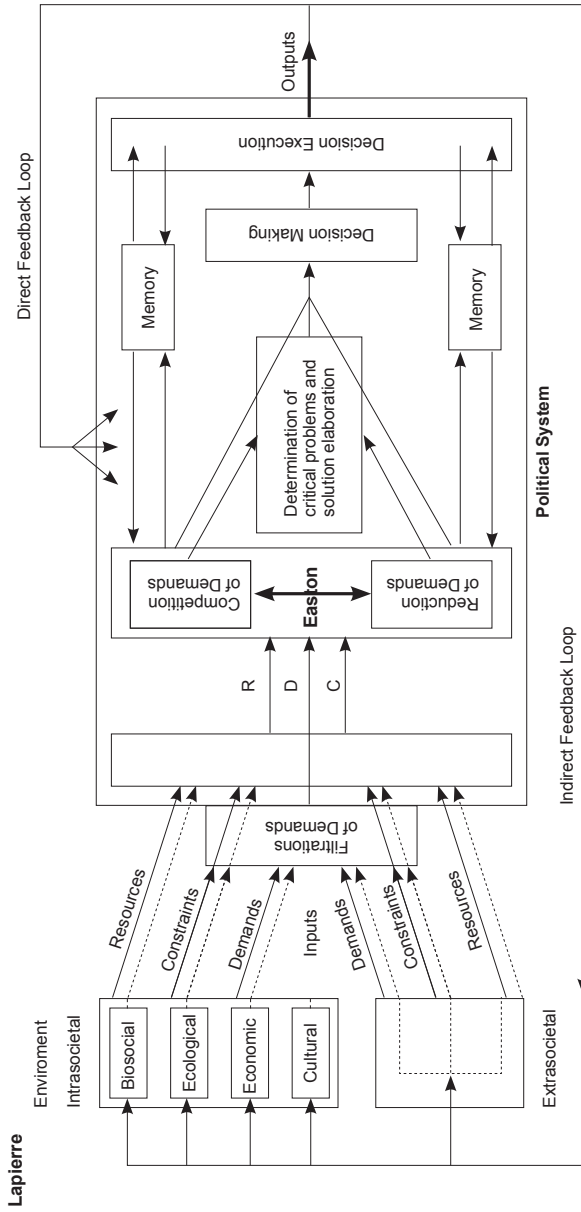 Lapierre
Enviroment
Intrasocietal
Biosocial
Ecological
Economic
Cultural
Extrasocietal
Resources
Constraints
Demands
Inputs
Demands
Constraints
Resources
Filtrations
of Demands
R
D
C
Competition
of Demands
Easton
Reduction
of Demands
Determination of
critical problems and
solution elaboration
Memory
Memory
Decision Making
Decision Execution
Outputs
Direct Feedback Loop
Political System
Indirect Feedback Loop